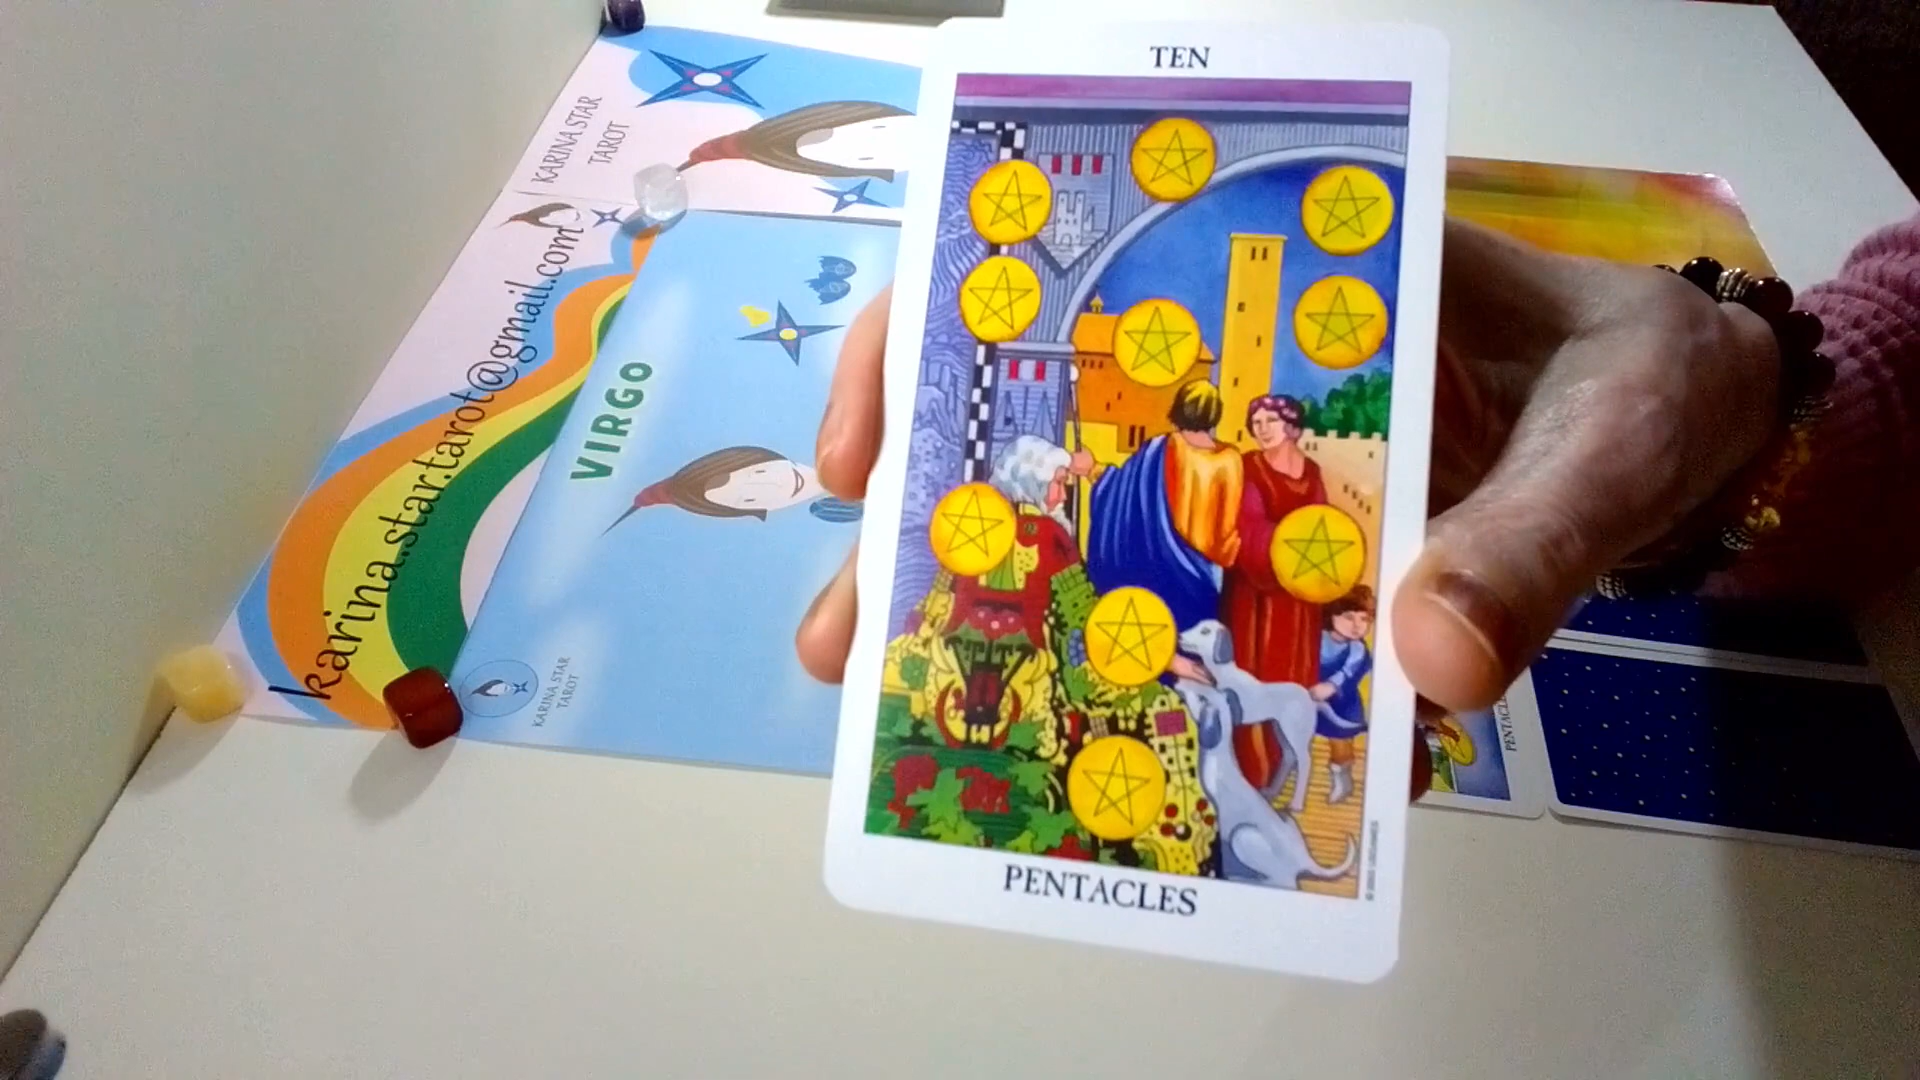 TEN
KARINA STAR
TAROT
karina.star.tarot@gmail.com
VIRGO
KARINA STAR
TAROT
PENTACLES